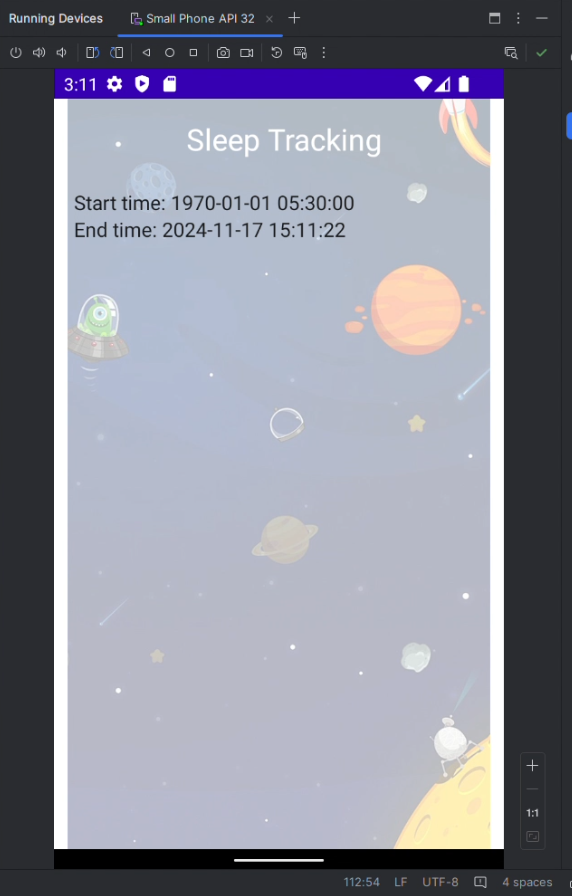 Running Devices
Small Phone API 32
3:11
Sleep Tracking
Start time: 1970-01-01 05:30:00
End time: 2024-11-17 15:11:22
1:1
112:54 LF UTF-8 4 spaces